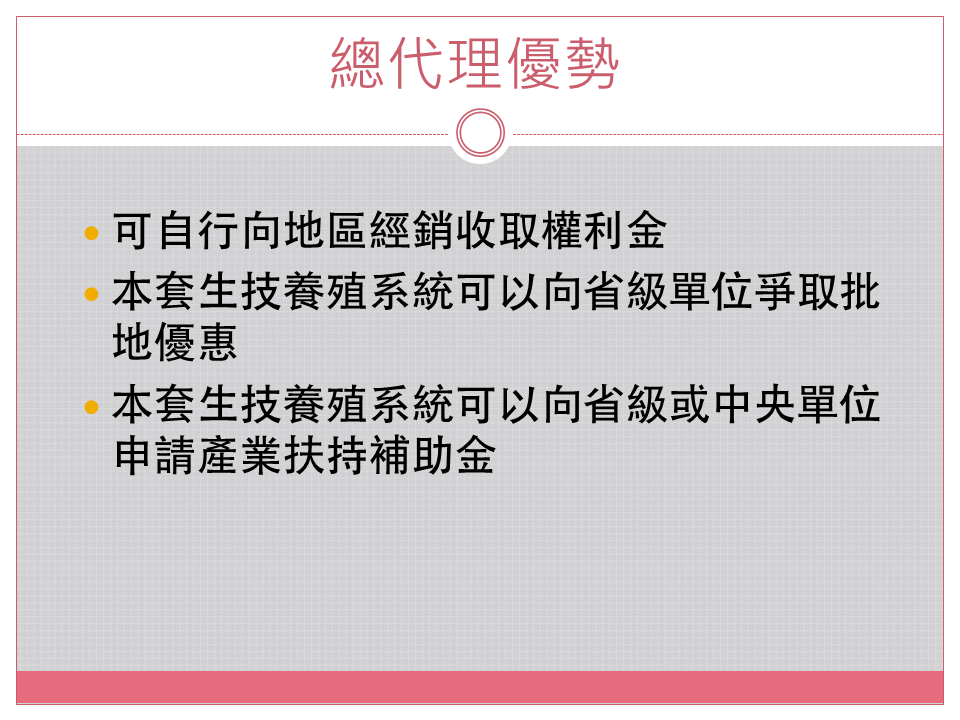 總代理優勢
• 可自行向地區經銷收取權利金
• 本套生技養殖系統可以向省級單位爭取批
地優惠
• 本套生技養殖系統可以向省級或中央單位
申請產業扶持補助金